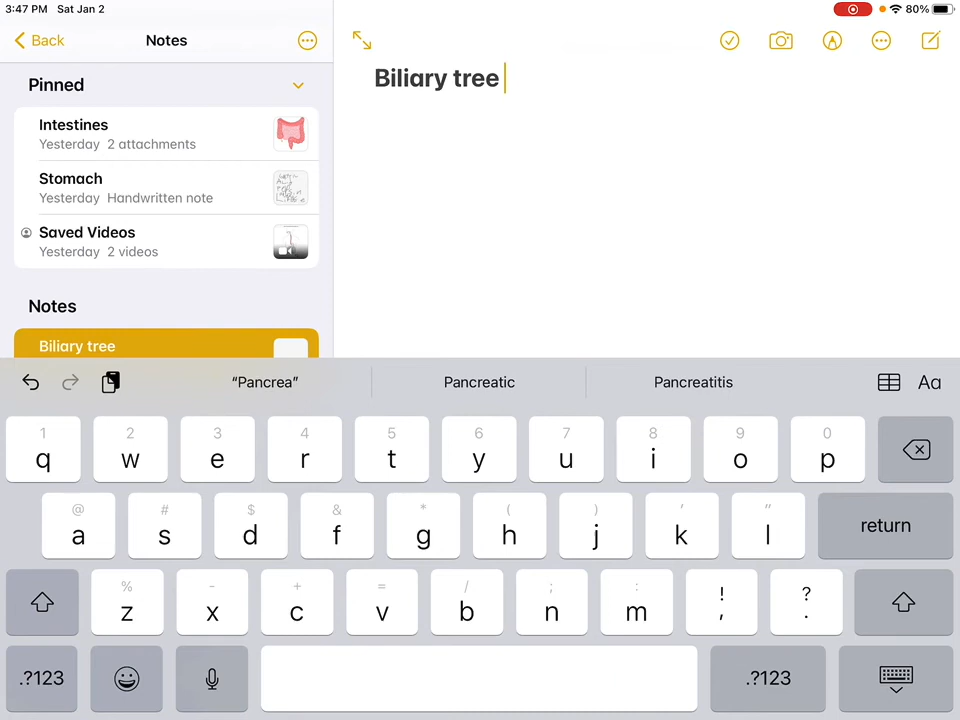 3:47 PM Sat Jan 2
80%
Back
Notes
Pinned
Intestines
Yesterday 2 attachments
Stomach
Yesterday Handwritten note
Saved Videos
Yesterday 2 videos
Notes
Biliary tree
Biliary tree
“Pancrea” Pancreatic Pancreatitis
Aa
1 2 3 4 5 6 7 8 9 0
q w e r t y u i o p
@ # $ & * ( ) ' "
a s d f g h j k l return
% - + = / ; : ! ?
z x c v b n m , .
.?123 .?123